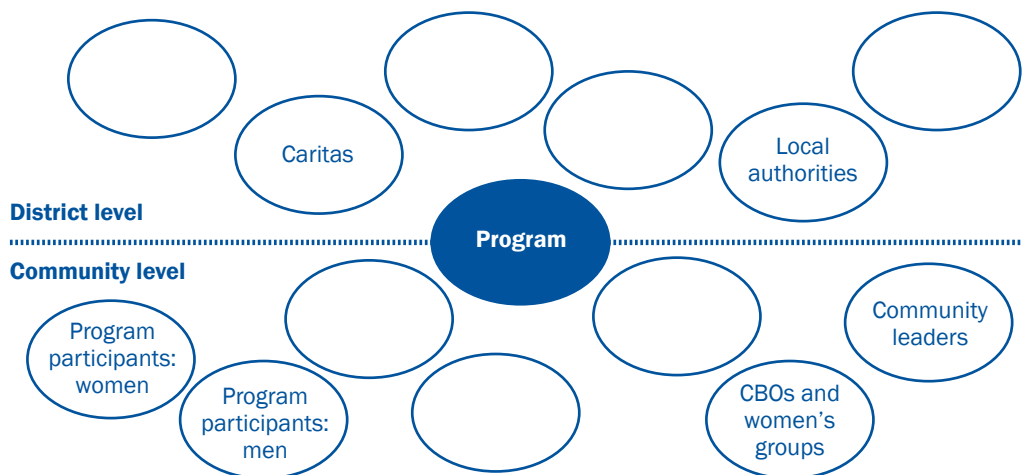 Caritas
Local
authorities
District level
Program
Community level
Program
participants:
women
Program
participants:
men
CBOs and
women’s
groups
Community
leaders